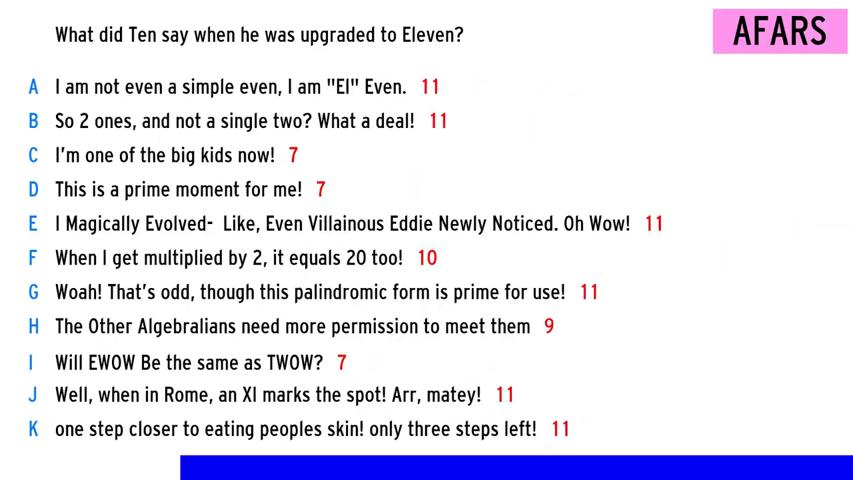 What did Ten say when he was upgraded to Eleven?
AFARS
A I am not even a simple even, I am "El" Even. 11
B So 2 ones, and not a single two? What a deal! 11
C I'm one of the big kids now! 7
D This is a prime moment for me! 7
E I Magically Evolved- Like, Even Villainous Eddie Newly Noticed. Oh Wow! 11
F When I get multiplied by 2, it equals 20 too! 10
G Woah! That's odd, though this palindromic form is prime for use! 11
H The Other Algebralians need more permission to meet them 9
I Will EWOW Be the same as TWOW? 7
J Well, when in Rome, an XI marks the spot! Arr, matey! 11
K one step closer to eating peoples skin! only three steps left! 11